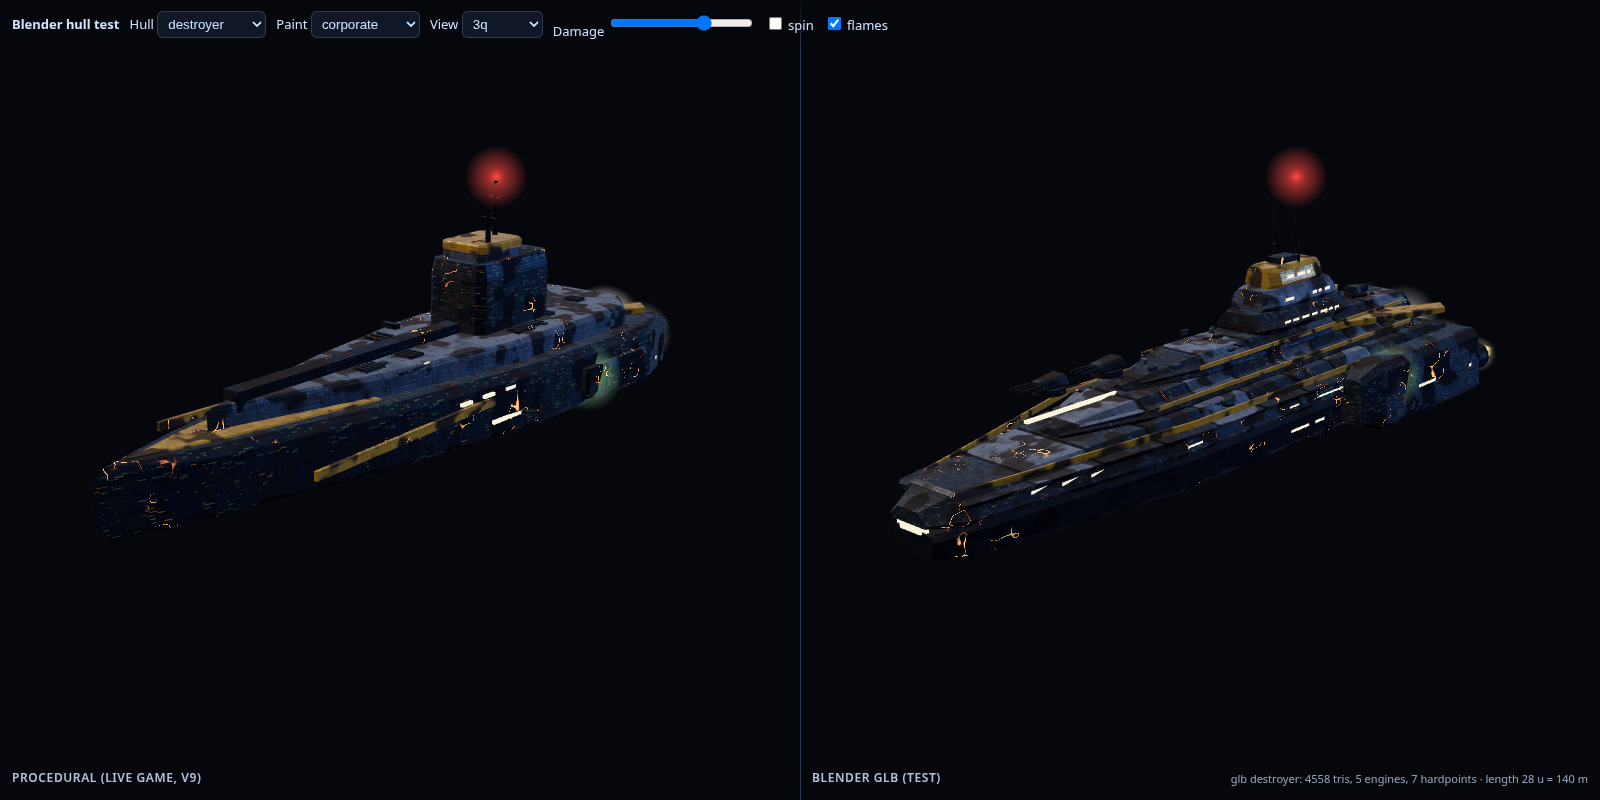 Blender hull test Hull destroyer Paint corporate View 3q Damage spin flames
PROCEDURAL (LIVE GAME, V9)
BLENDER GLB (TEST)
glb destroyer: 4558 tris, 5 engines, 7 hardpoints · length 28 u = 140 m